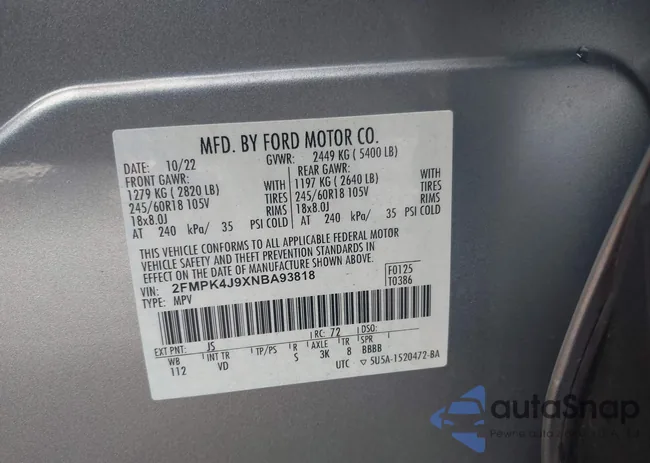 MFD. BY FORD MOTOR CO.
DATE: 10/22 GVWR: 2449 KG ( 5400 LB)
FRONT GAWR: REAR GAWR:
1279 KG ( 2820 LB) WITH 1197 KG ( 2640 LB) WITH
245/60R18 105V TIRES 245/60R18 105V TIRES
18x8.0J RIMS 18x8.0J RIMS
AT 240 kPa/ 35 PSI COLD AT 240 kPa/ 35 PSI COLD
THIS VEHICLE CONFORMS TO ALL APPLICABLE FEDERAL MOTOR
VEHICLE SAFETY AND THEFT PREVENTION STANDARDS IN
EFFECT ON THE DATE OF MANUFACTURE SHOWN ABOVE.
VIN: 2FMPK4J9XNBA93818 F0125
TYPE: MPV T0386
EXT PNT: JS RC: 72 DSO:
WB INT TR TP/PS R AXLE TR SPR
112 VD S 3K 8 BBBB
UTC ▽ 5U5A-1520472-BA
autaSnap